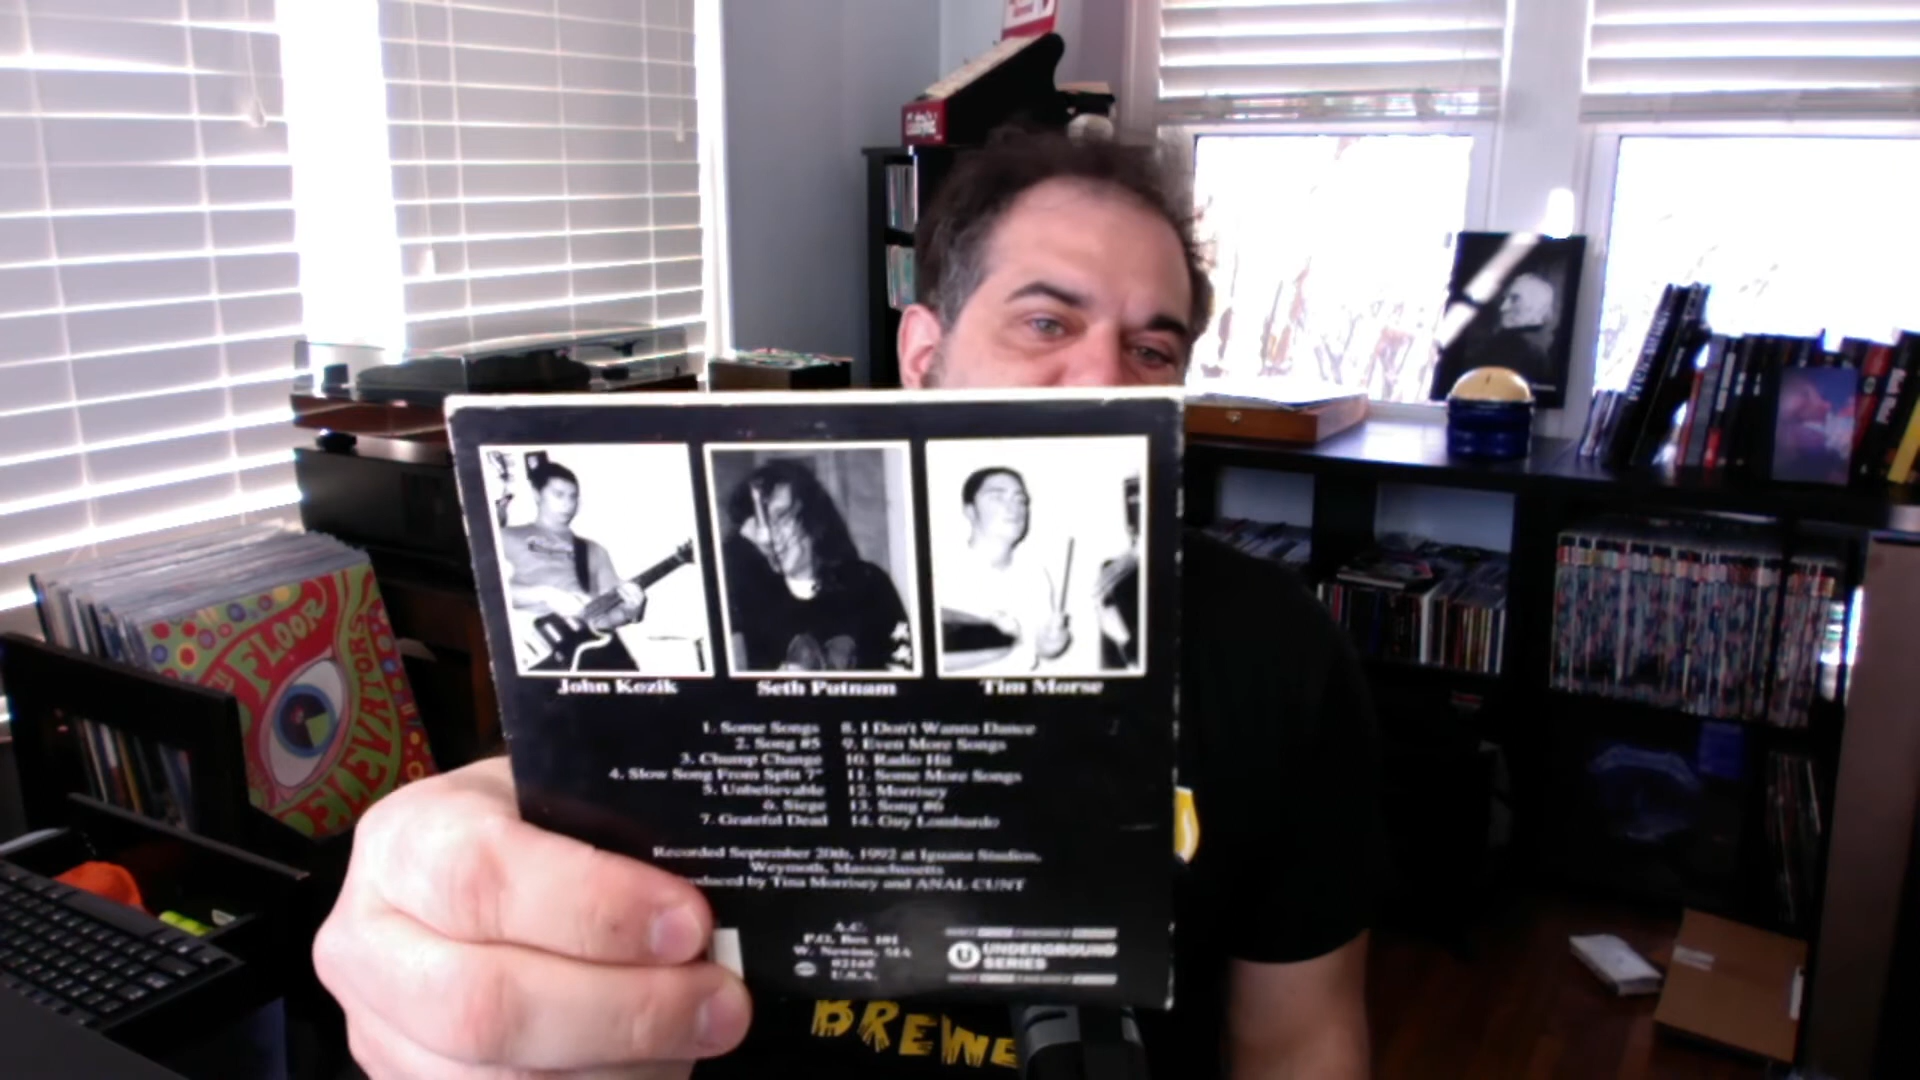 FLOOR
ELEVATORS
John Kozik
Seth Putnam
Tim Morse
1. Some Songs
2. Song #5
3. Chump Change
4. Slow Song From Split 7"
5. Unbelievable
6. Siege
7. Grateful Dead
8. I Don't Wanna Dance
9. Even More Songs
10. Radio Hit
11. Some More Songs
12. Morrisey
13. Song #6
14. Guy Lombardo
Recorded September 20th, 1992 at Iguana Studios,
Weymoth, Massachusetts
oduced by Tina Morrisey and ANAL CUNT
A.C.
P.O. Box 101
W. Newton, MA
02165
U.S.A.
U UNDERGROUND
SERIES
BREWE